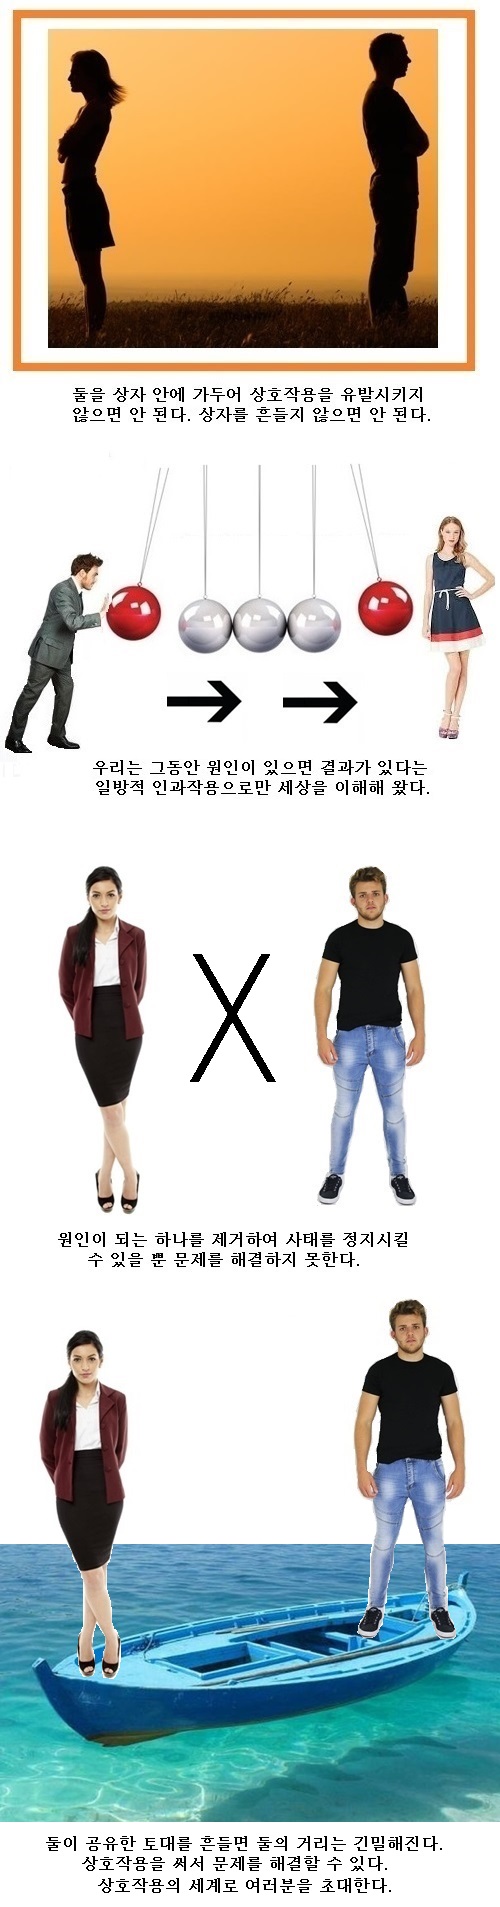 둘을 상자 안에 가두어 상호작용을 유발시키지
않으면 안 된다. 상자를 흔들지 않으면 안 된다.
우리는 그동안 원인이 있으면 결과가 있다는
일방적 인과작용으로만 세상을 이해해 왔다.
원인이 되는 하나를 제거하여 사태를 정지시킬
수 있을 뿐 문제를 해결하지 못한다.
둘이 공유한 토대를 흔들면 둘의 거리는 긴밀해진다.
상호작용을 써서 문제를 해결할 수 있다.
상호작용의 세계로 여러분을 초대한다.